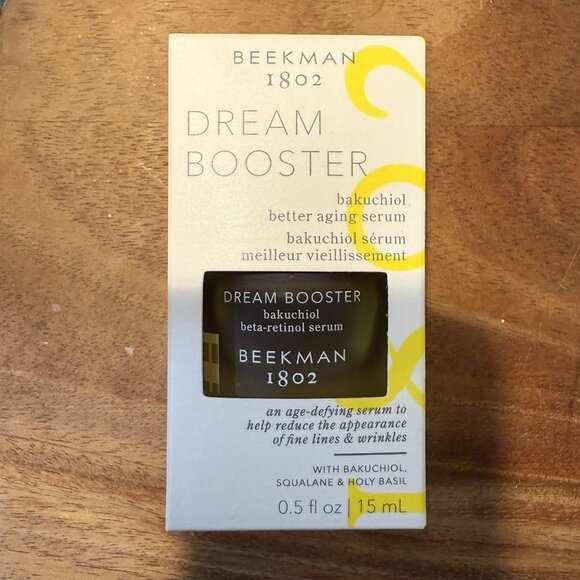 BEEKMAN
1802
DREAM
BOOSTER
bakuchiol
better aging serum
bakuchiol sérum
meilleur vieillissement
DREAM BOOSTER
bakuchiol
beta-retinol serum
BEEKMAN
1802
an age-defying serum to
help reduce the appearance
of fine lines & wrinkles
WITH BAKUCHIOL,
SQUALANE & HOLY BASIL
0.5 fl oz | 15 mL
1802